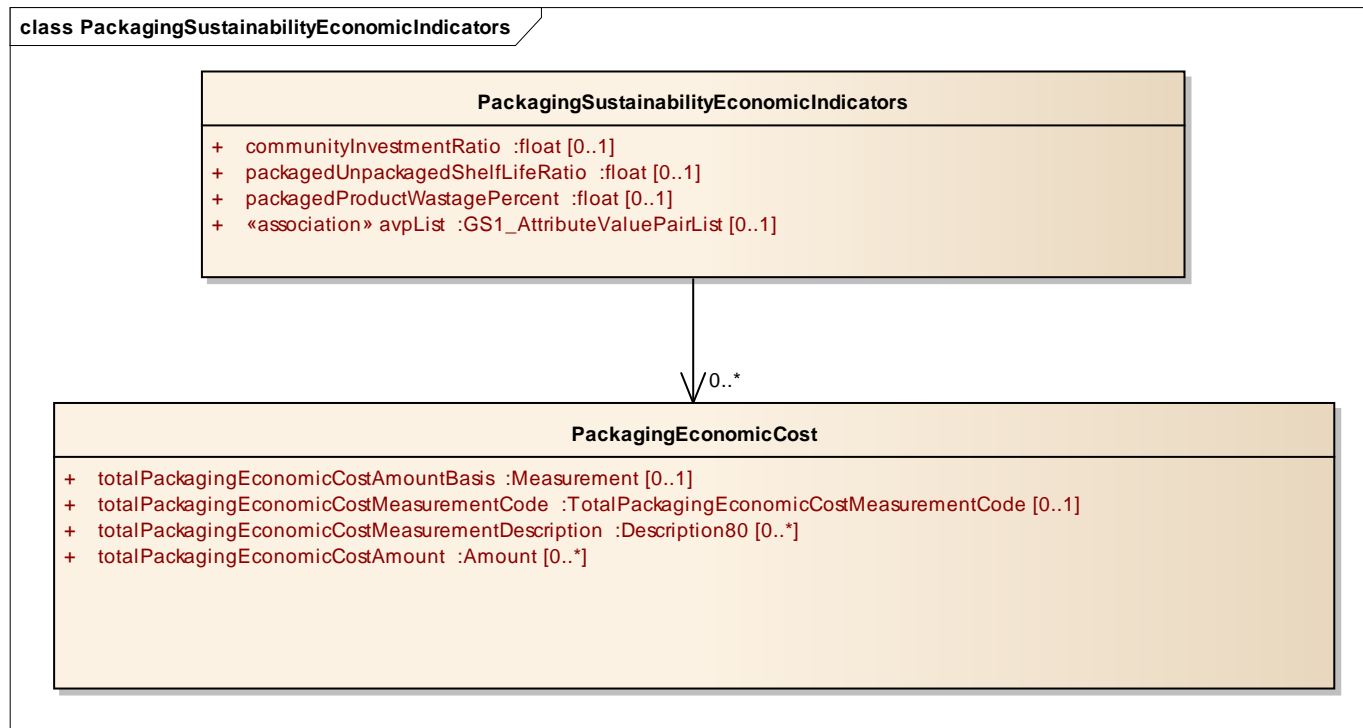 class PackagingSustainabilityEconomicIndicators
PackagingSustainabilityEconomicIndicators
+ communityInvestmentRatio :float [0..1]
+ packagedUnpackagedShelfLifeRatio :float [0..1]
+ packagedProductWastagePercent :float [0..1]
+ «association» avpList :GS1_AttributeValuePairList [0..1]
0..*
PackagingEconomicCost
+ totalPackagingEconomicCostAmountBasis :Measurement [0..1]
+ totalPackagingEconomicCostMeasurementCode :TotalPackagingEconomicCostMeasurementCode [0..1]
+ totalPackagingEconomicCostMeasurementDescription :Description80 [0..*]
+ totalPackagingEconomicCostAmount :Amount [0..*]